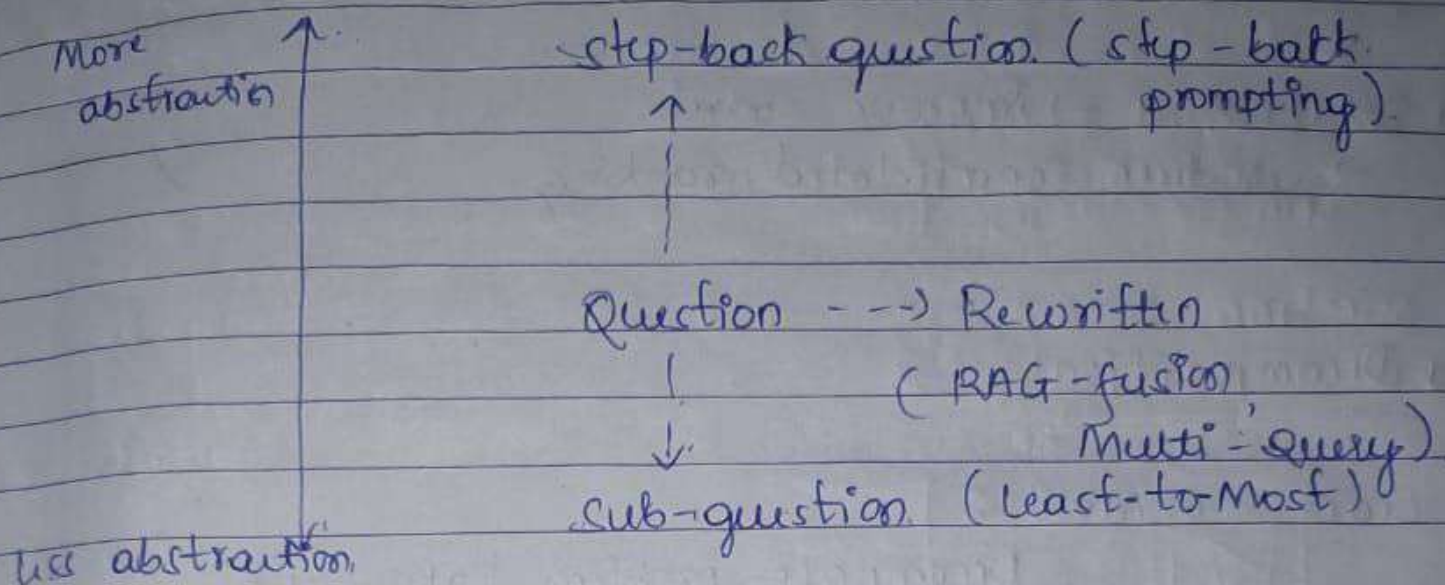 More
abstraction
step-back question. (step-back
prompting).
Question ---> Rewritten
(RAG-fusion,
Multi-Query)
sub-question (Least-to-Most)
Less abstraction.